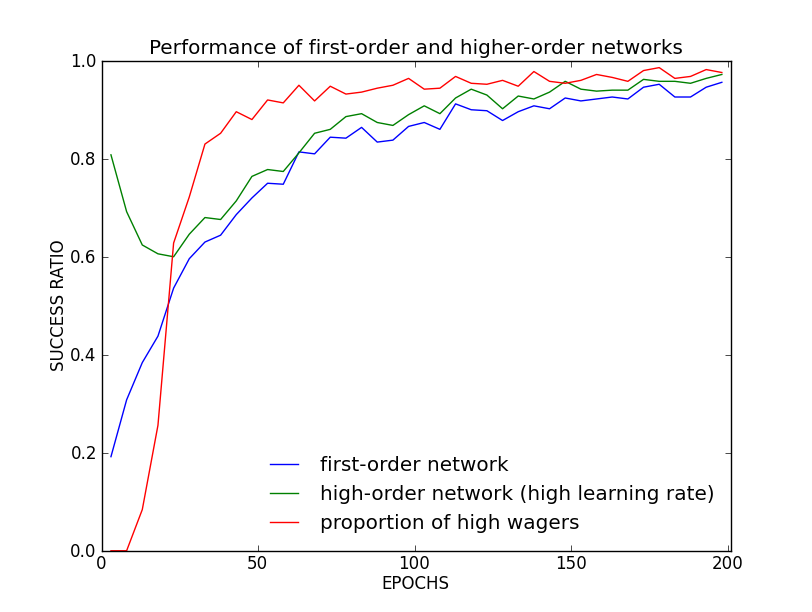 Performance of first-order and higher-order networks
1.0
0.8
0.6
0.4
0.2
0.0
SUCCESS RATIO
first-order network
high-order network (high learning rate)
proportion of high wagers
0
50
100
150
200
EPOCHS